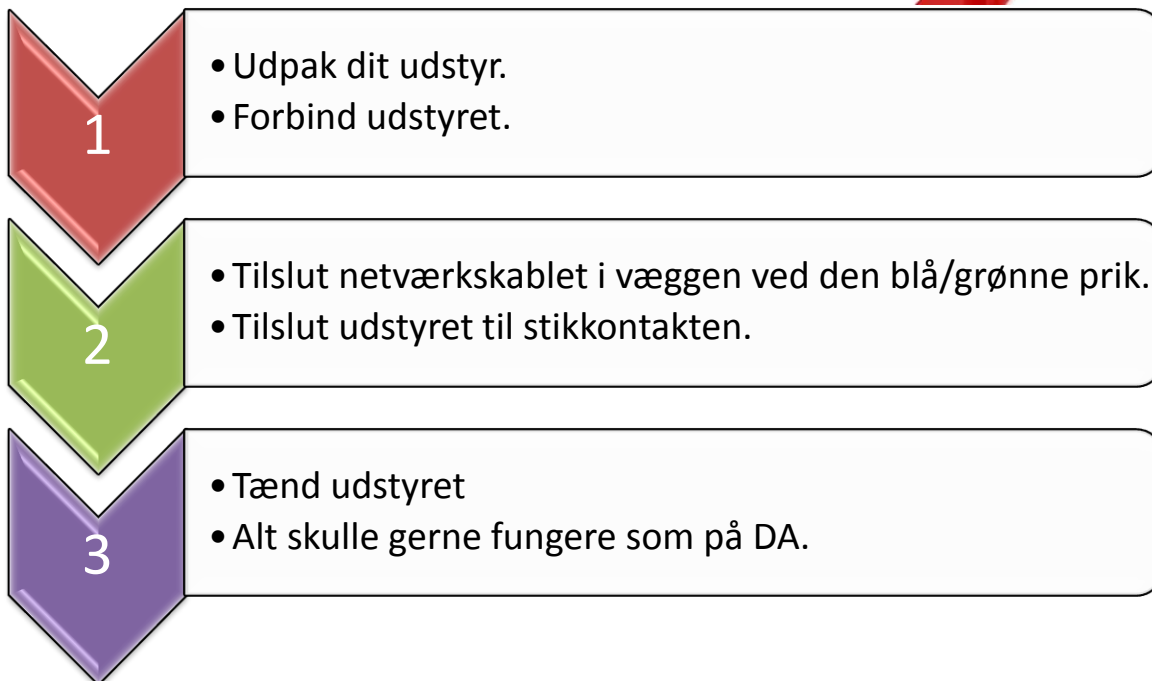 1
• Udpak dit udstyr.
• Forbind udstyret.
2
• Tilslut netværkskablet i væggen ved den blå/grønne prik.
• Tilslut udstyret til stikkontakten.
3
• Tænd udstyret
• Alt skulle gerne fungere som på DA.